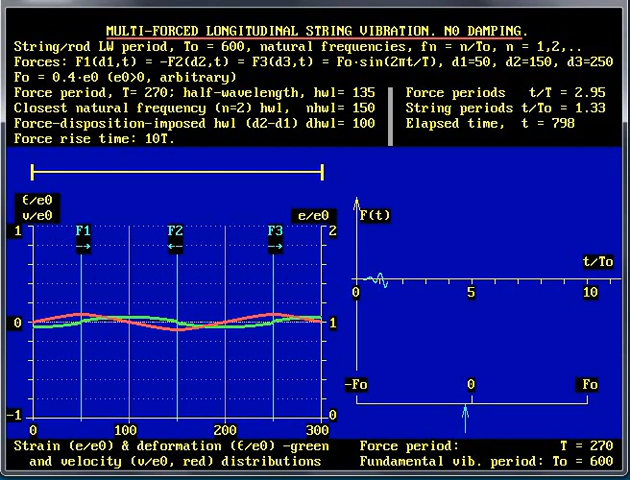 MULTI-FORCED LONGITUDINAL STRING VIBRATION. NO DAMPING.
String/rod LW period, To = 600, natural frequencies, fn = n/To, n = 1,2,..
Forces: F1(d1,t) = -F2(d2,t) = F3(d3,t) = Fo·sin(2πt/T), d1=50, d2=150, d3=250
Fo = 0.4·e0 (e0>0, arbitrary)
Force period, T= 270; half-wavelength, hwl = 135
Closest natural frequency (n=2) hwl, nhwl= 150
Force-disposition-imposed hwl (d2-d1) dhwl= 100
Force rise time: 10T.
Force periods t/T = 2.95
String periods t/To = 1.33
Elapsed time, t = 798
ξ/e0
v/e0
e/e0
1
0
-1
F1
→
F2
←
F3
→
2
1
0
0 100 200 300
F(t)
t/To
0 5 10
-Fo 0 Fo
Strain (e/e0) & deformation (ξ/e0) -green
and velocity (v/e0, red) distributions
Force period: T = 270
Fundamental vib. period: To = 600